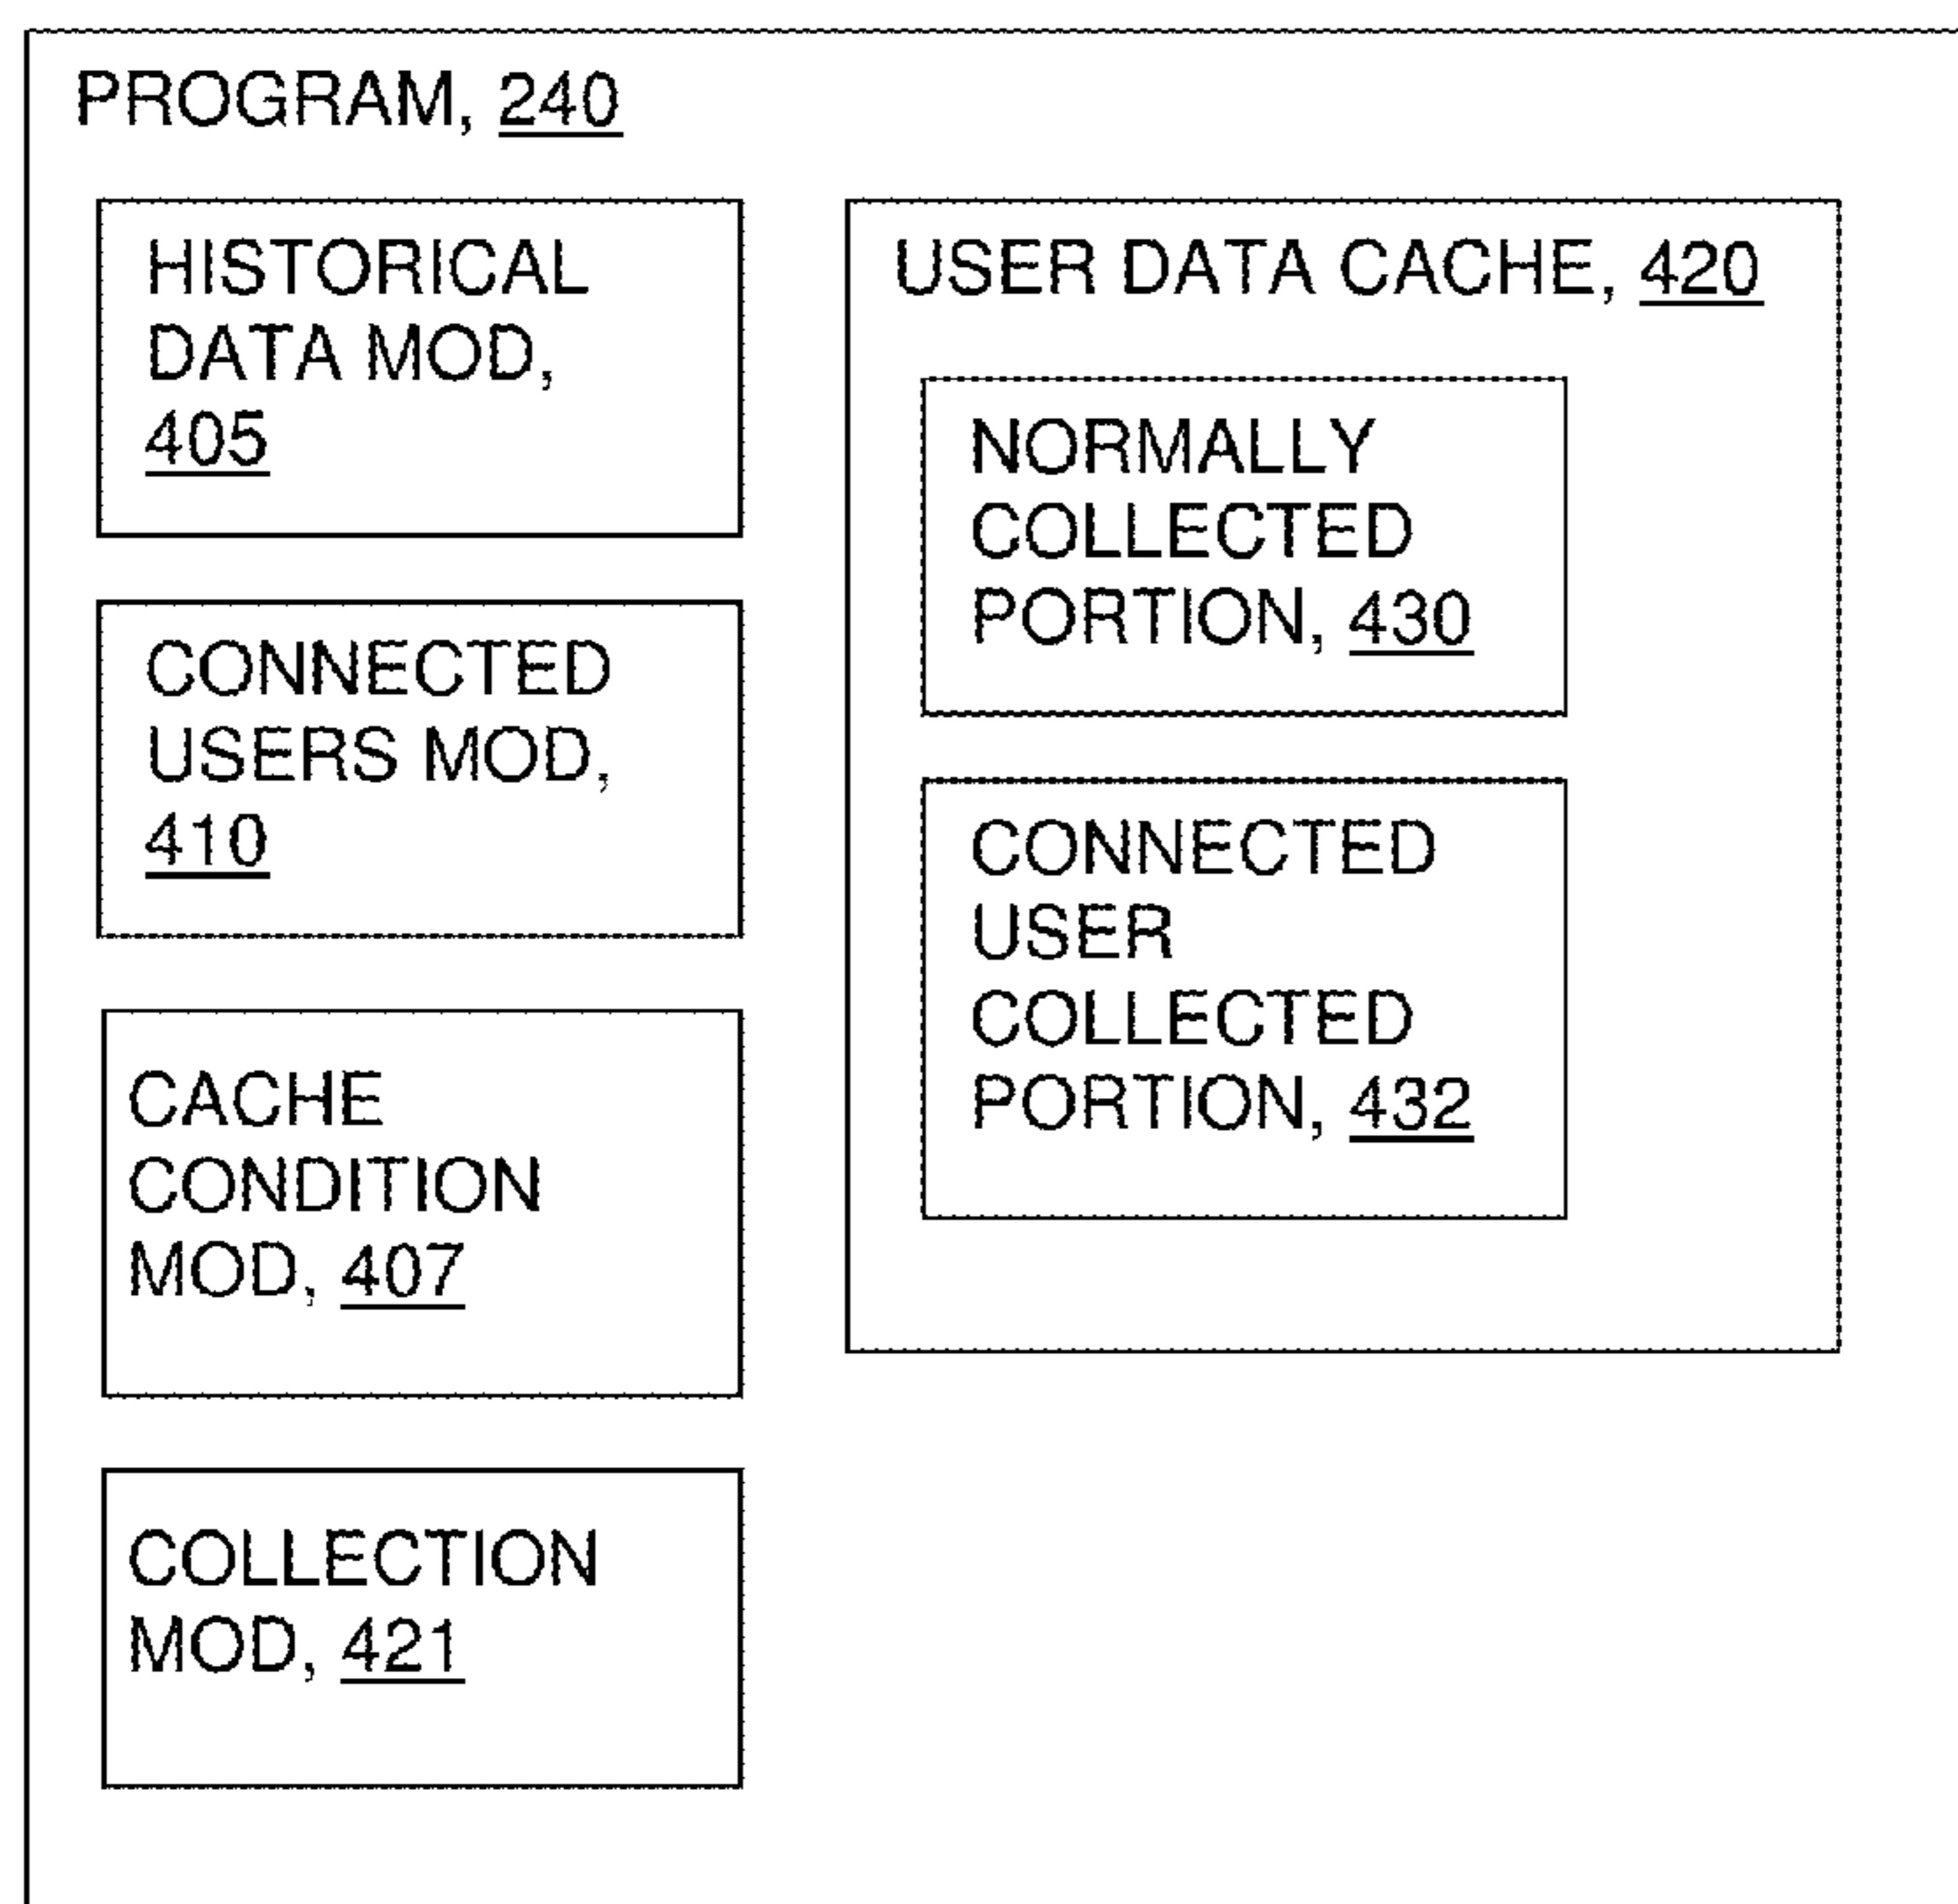 PROGRAM, 240
HISTORICAL
DATA MOD,
405
CONNECTED
USERS MOD,
410
CACHE
CONDITION
MOD, 407
COLLECTION
MOD, 421
USER DATA CACHE, 420
NORMALLY
COLLECTED
PORTION, 430
CONNECTED
USER
COLLECTED
PORTION, 432